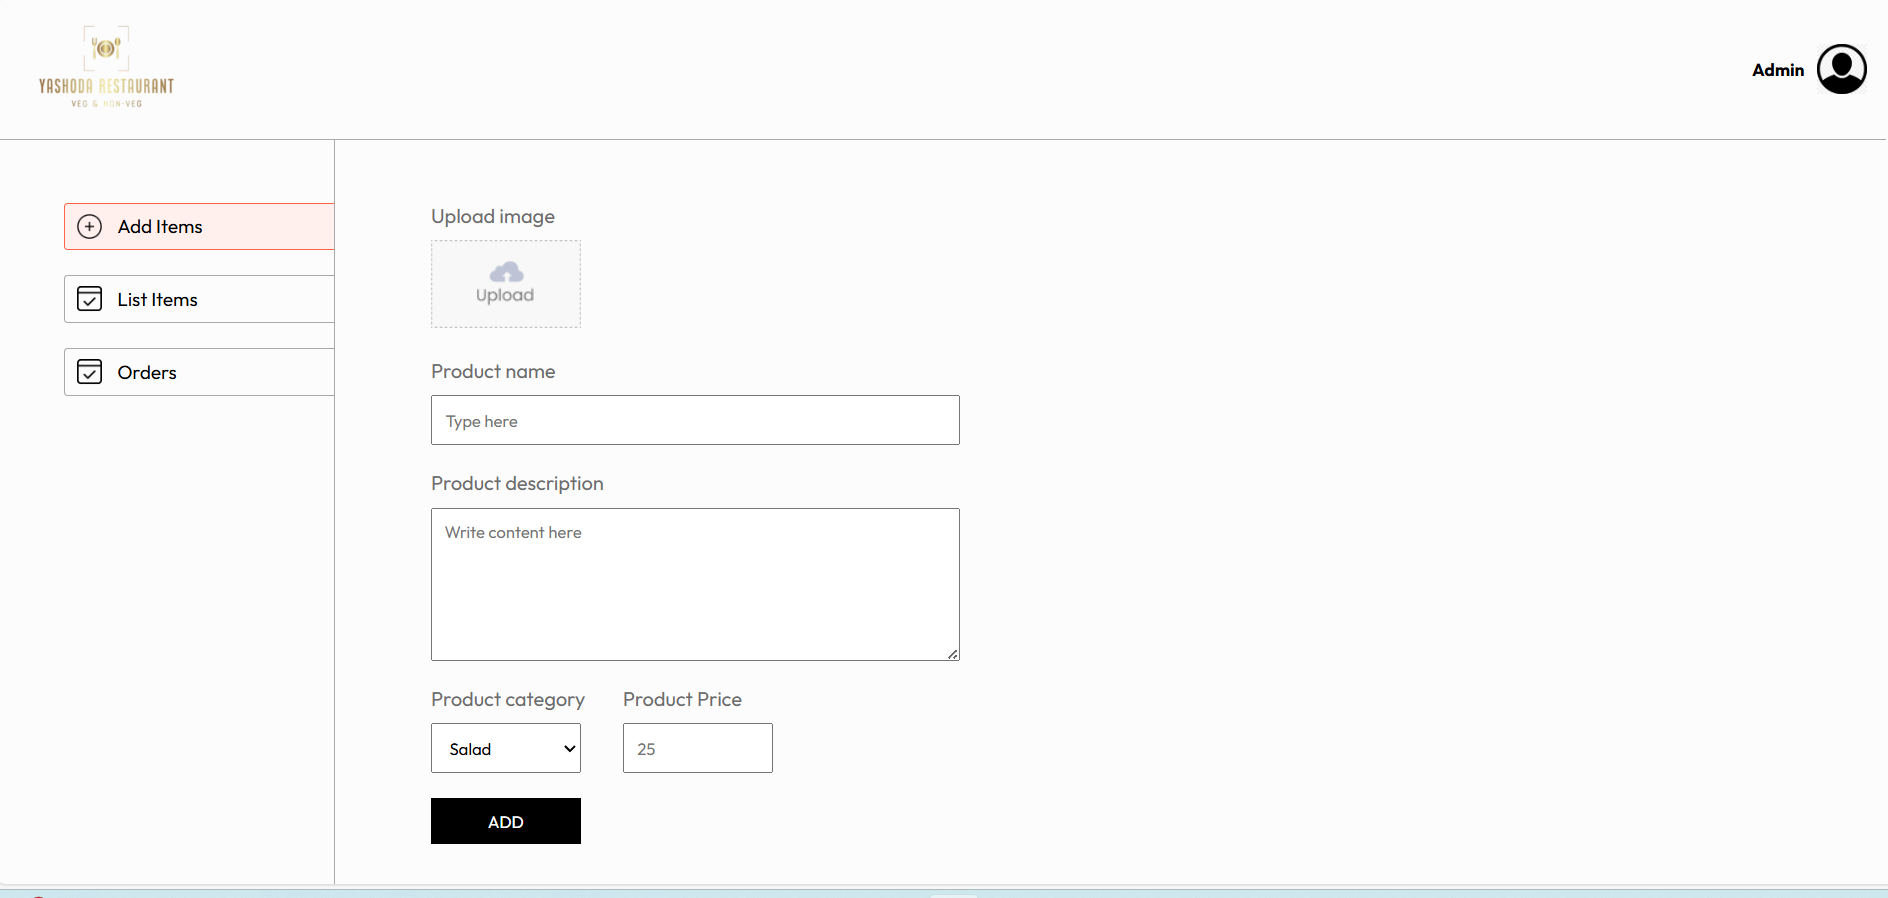 YASHODA RESTAURANT
VEG & NON-VEG
Admin
Add Items
List Items
Orders
Upload image
Upload
Product name
Type here
Product description
Write content here
Product category
Product Price
Salad
25
ADD